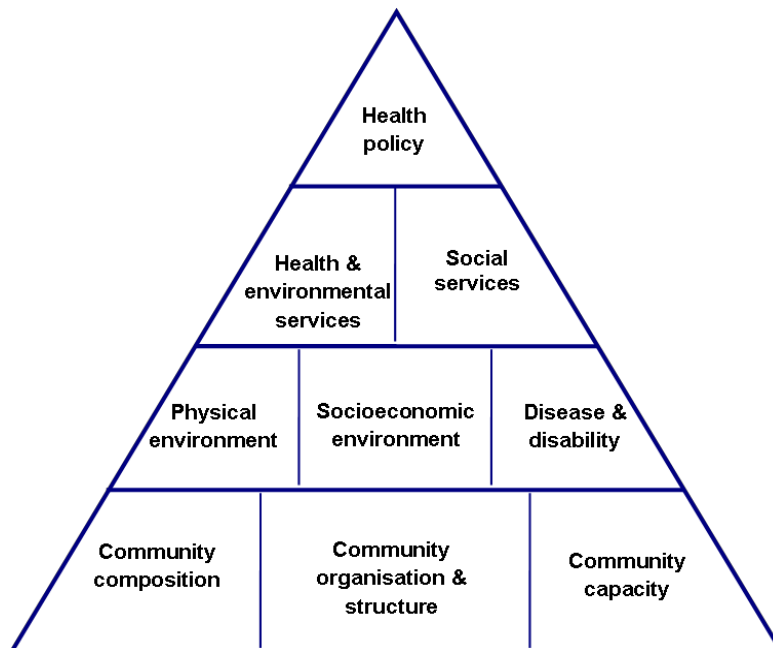 Health
policy
Health &
environmental
services
Social
services
Physical
environment
Socioeconomic
environment
Disease &
disability
Community
composition
Community
organisation &
structure
Community
capacity